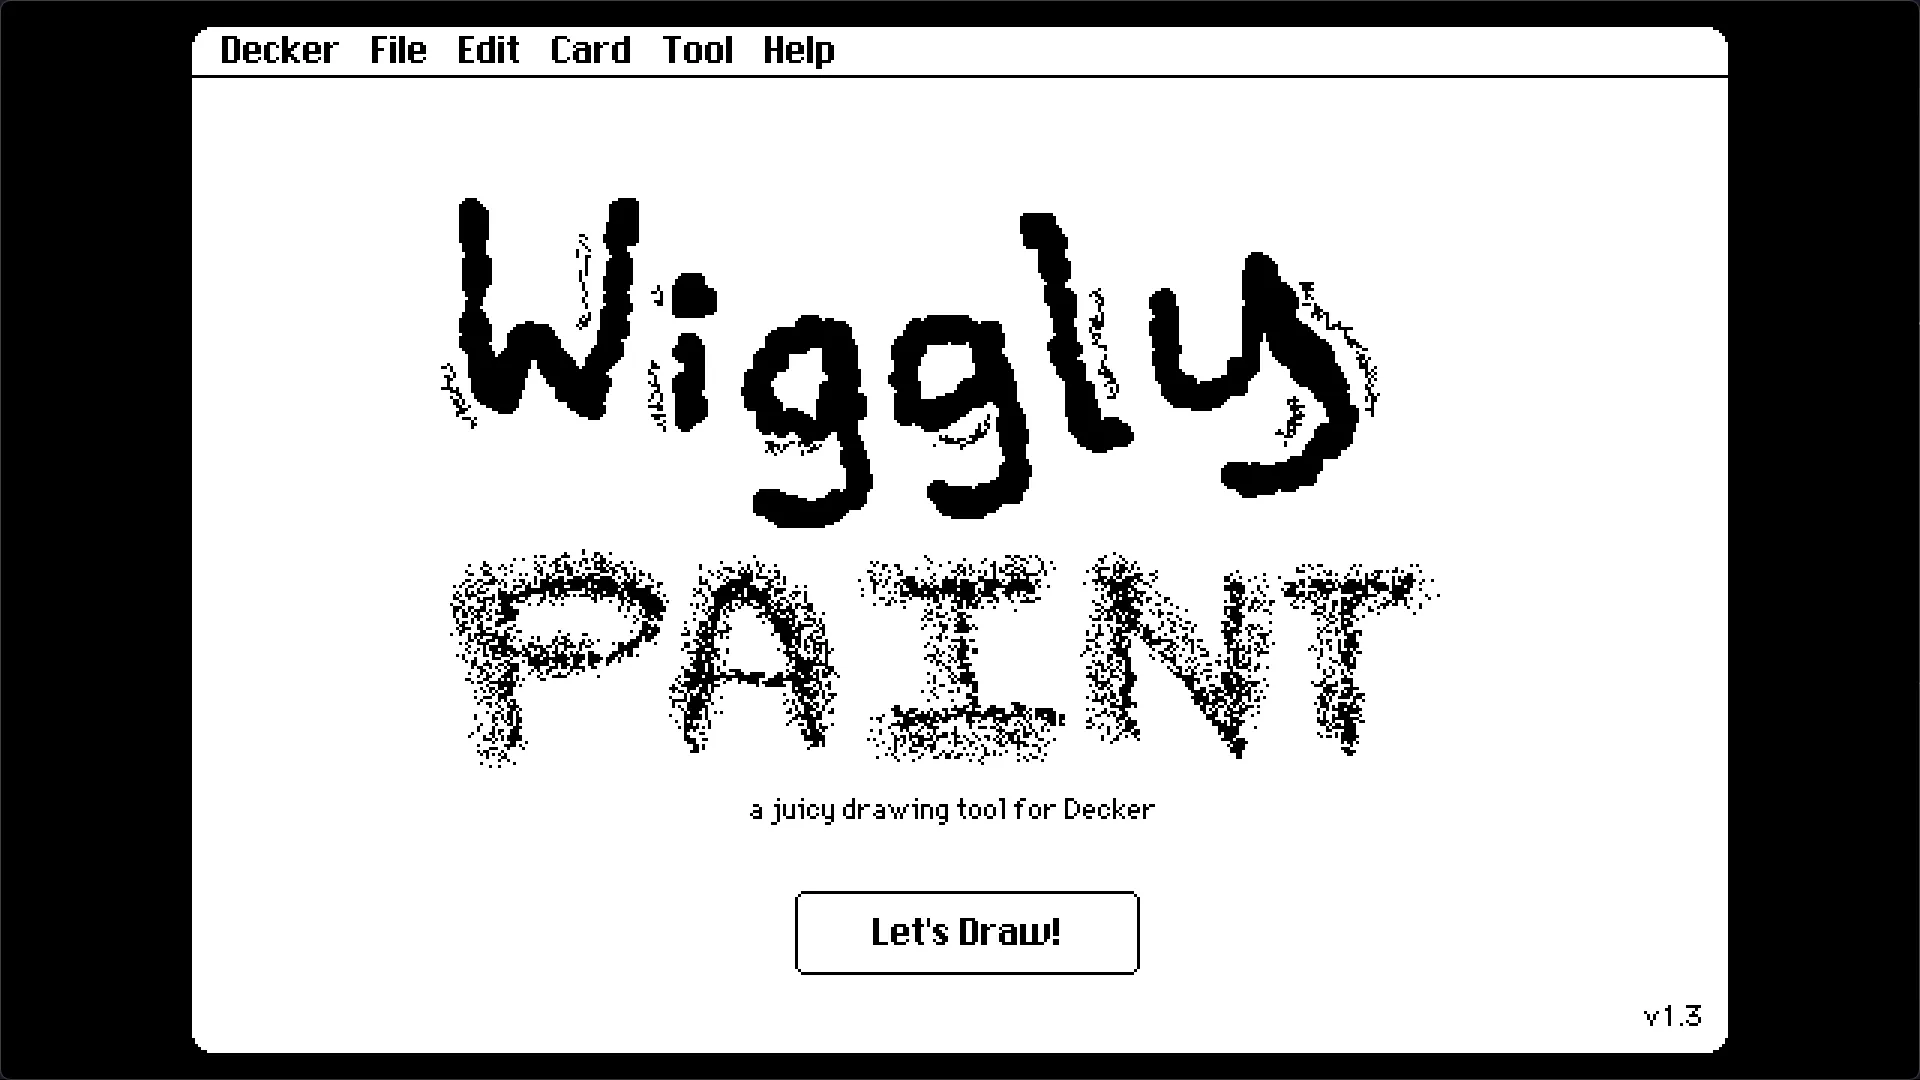 Decker File Edit Card Tool Help
Wiggly
PAINT
a juicy drawing tool for Decker
Let's Draw!
v1.3